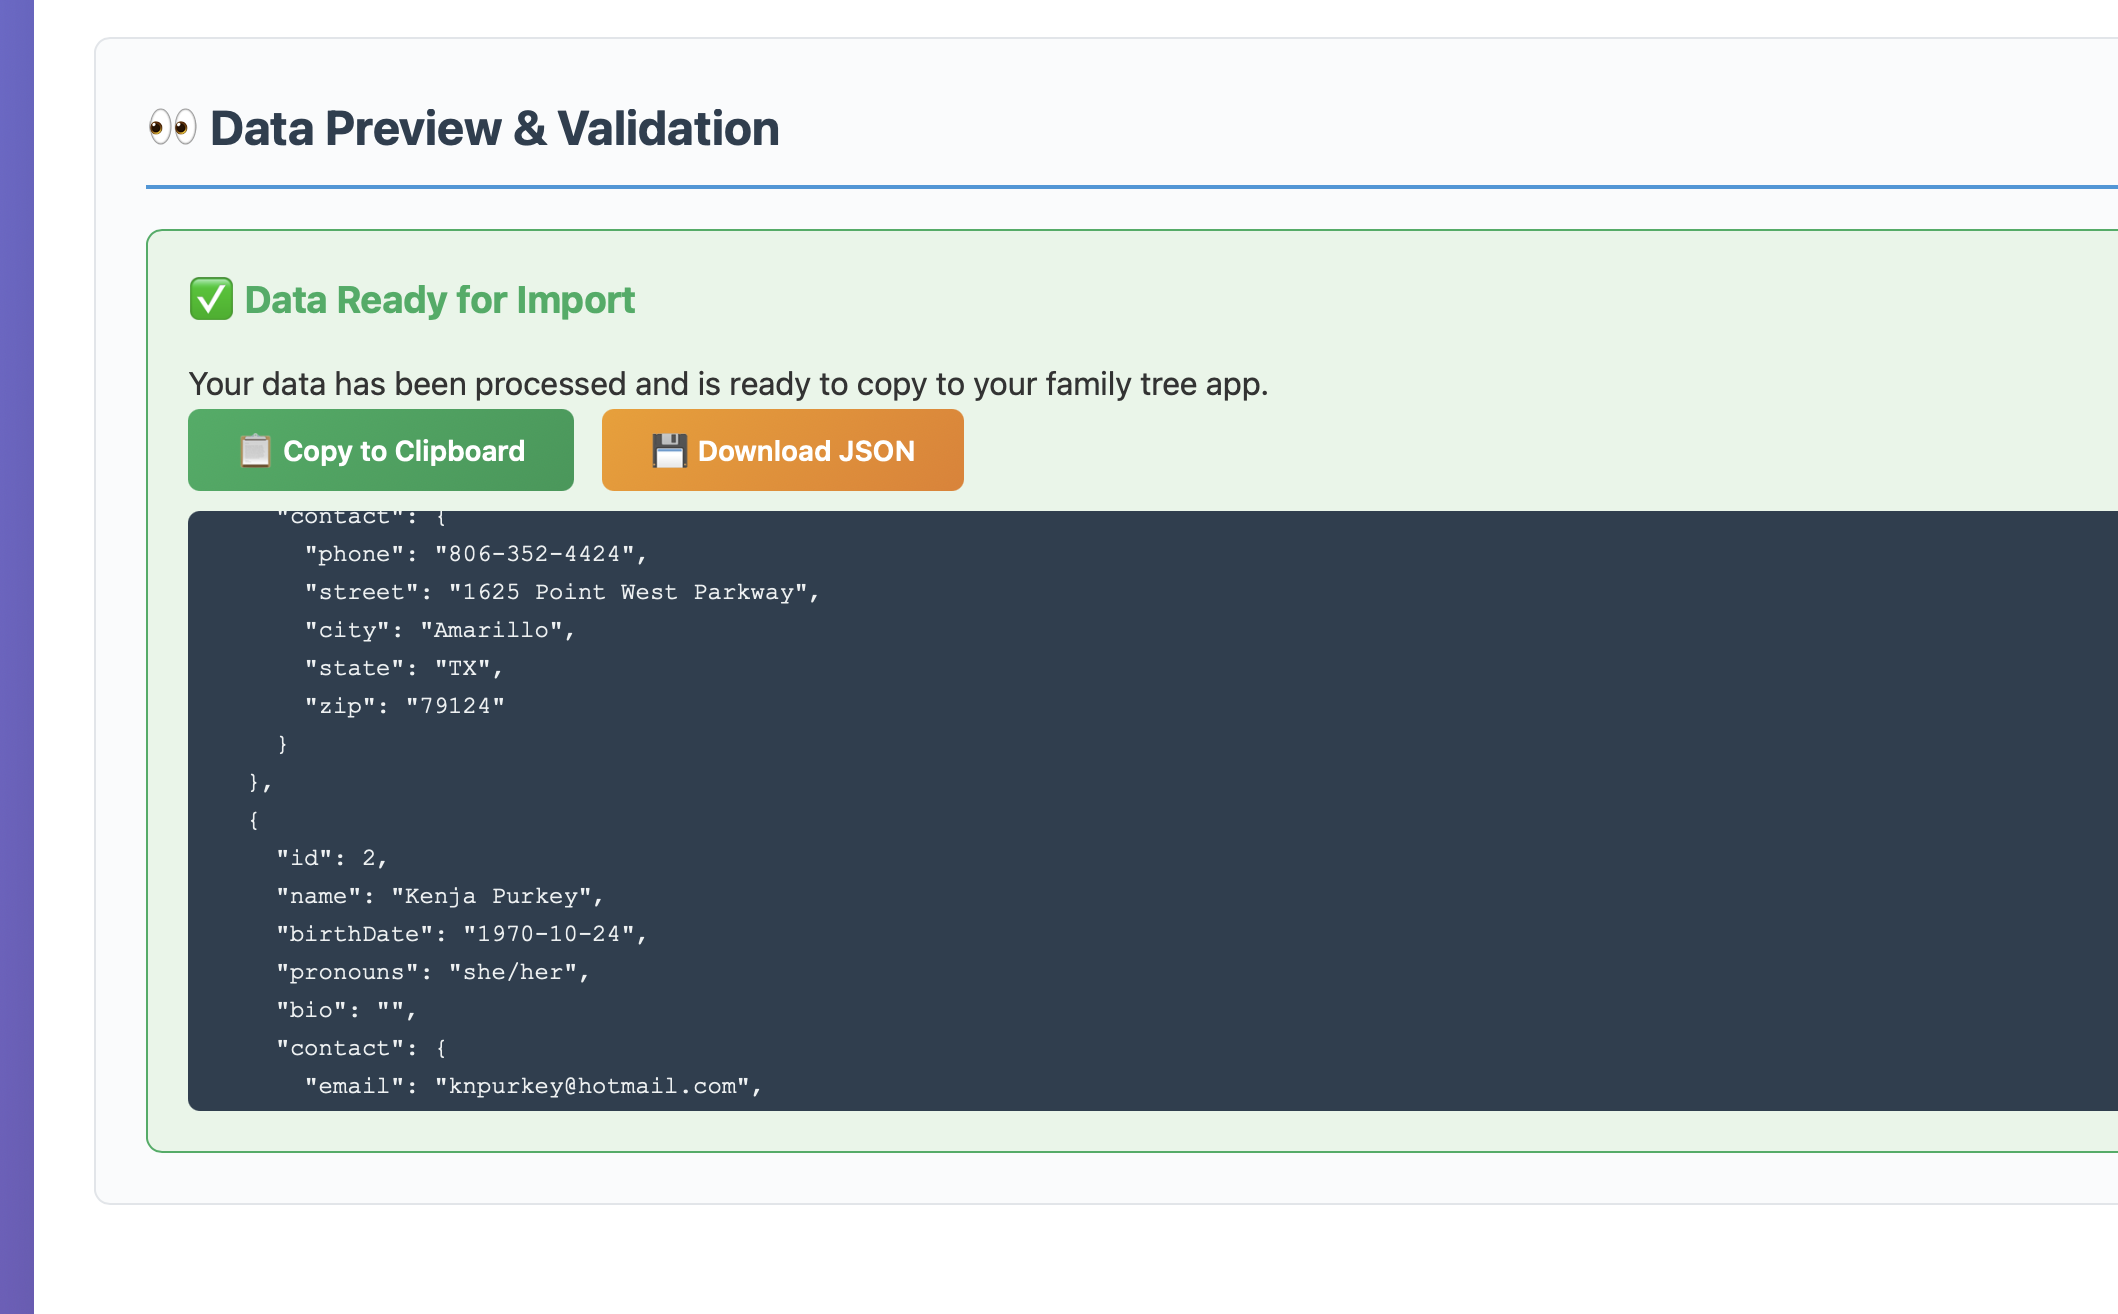 👀 Data Preview & Validation
✅ Data Ready for Import
Your data has been processed and is ready to copy to your family tree app.
📋 Copy to Clipboard
💾 Download JSON
"contact": {
"phone": "806-352-4424",
"street": "1625 Point West Parkway",
"city": "Amarillo",
"state": "TX",
"zip": "79124"
}
},
{
"id": 2,
"name": "Kenja Purkey",
"birthDate": "1970-10-24",
"pronouns": "she/her",
"bio": "",
"contact": {
"email": "knpurkey@hotmail.com",